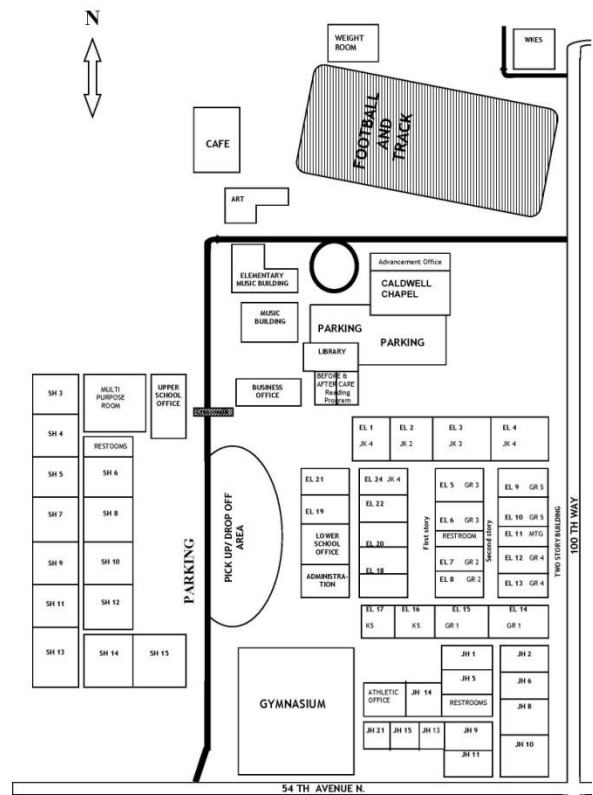 N
WEIGHT
ROOM
WKES
FOOTBALL
AND
TRACK
CAFE
ART
ELEMENTARY
MUSIC BUILDING
Advancement Office
CALDWELL
CHAPEL
MUSIC
BUILDING
PARKING
PARKING
LIBRARY
BEFORE &
AFTER CARE
Reading
Program
BUSINESS
OFFICE
SH 3
MULTI
PURPOSE
ROOM
UPPER
SCHOOL
OFFICE
SH 4
RESTOOMS
SH 5
SH 6
SH 7
SH 8
SH 9
SH 10
SH 11
SH 12
SH 13
SH 14
SH 15
PARKING
PICK UP/ DROP OFF
AREA
EL 1
JK 4
EL 2
JK 2
EL 3
JK 3
EL 4
JK 4
EL 21
EL 19
LOWER
SCHOOL
OFFICE
ADMINISTRA-
TION
EL 24 JK 4
EL 22
EL 20
EL 18
First story
EL 5 GR 3
EL 6 GR 3
RESTROOM
EL 7 GR 2
EL 8 GR 2
Second story
EL 9 GR 5
EL 10 GR 5
EL 11 MTG
EL 12 GR 4
EL 13 GR 4
TWO STORY BUILDING
100 TH WAY
EL 17
K5
EL 16
K5
EL 15
GR 1
EL 14
GR 1
GYMNASIUM
JH 1
JH 2
JH 5
JH 6
ATHLETIC
OFFICE
JH 14
RESTROOMS
JH 8
JH 21
JH 15
JH 13
JH 9
JH 11
JH 10
54 TH AVENUE N.